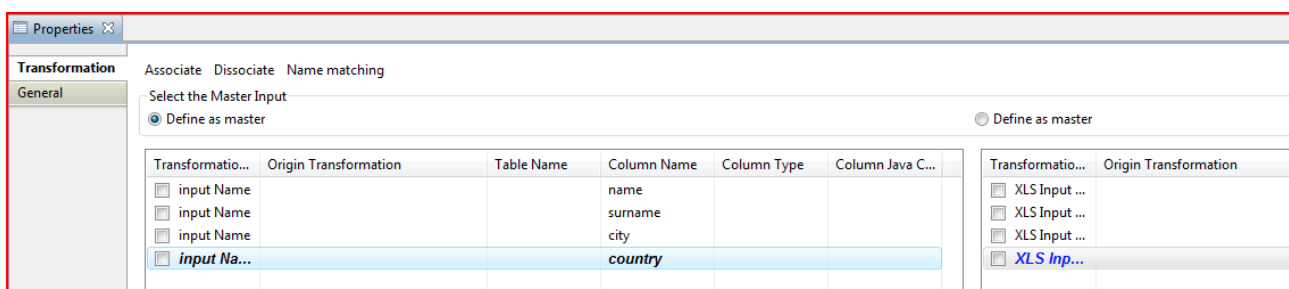 Properties
Transformation
General
Associate Dissociate Name matching
Select the Master Input
Define as master Define as master
Transformatio... Origin Transformation Table Name Column Name Column Type Column Java C... Transformatio... Origin Transformation
input Name name XLS Input ...
input Name surname XLS Input ...
input Name city XLS Input ...
input Na... country XLS Inp...